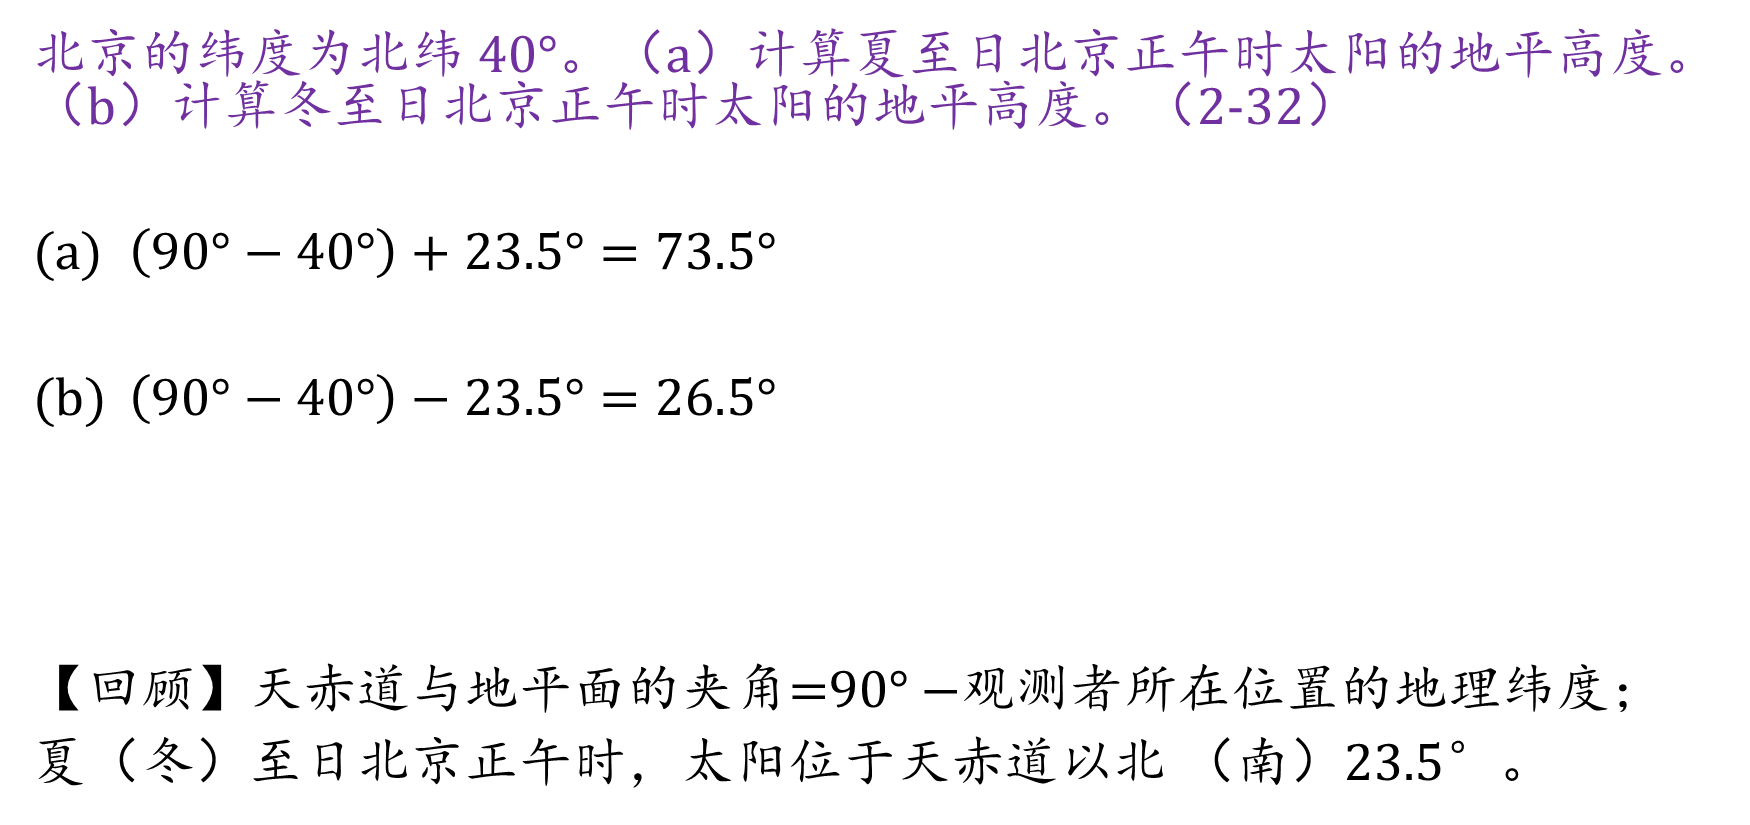 北京的纬度为北纬 40°。（a）计算夏至日北京正午时太阳的地平高度。
（b）计算冬至日北京正午时太阳的地平高度。（2-32）
(a) (90° − 40°) + 23.5° = 73.5°
(b) (90° − 40°) − 23.5° = 26.5°
【回顾】天赤道与地平面的夹角=90° −观测者所在位置的地理纬度；
夏（冬）至日北京正午时，太阳位于天赤道以北 （南）23.5° 。